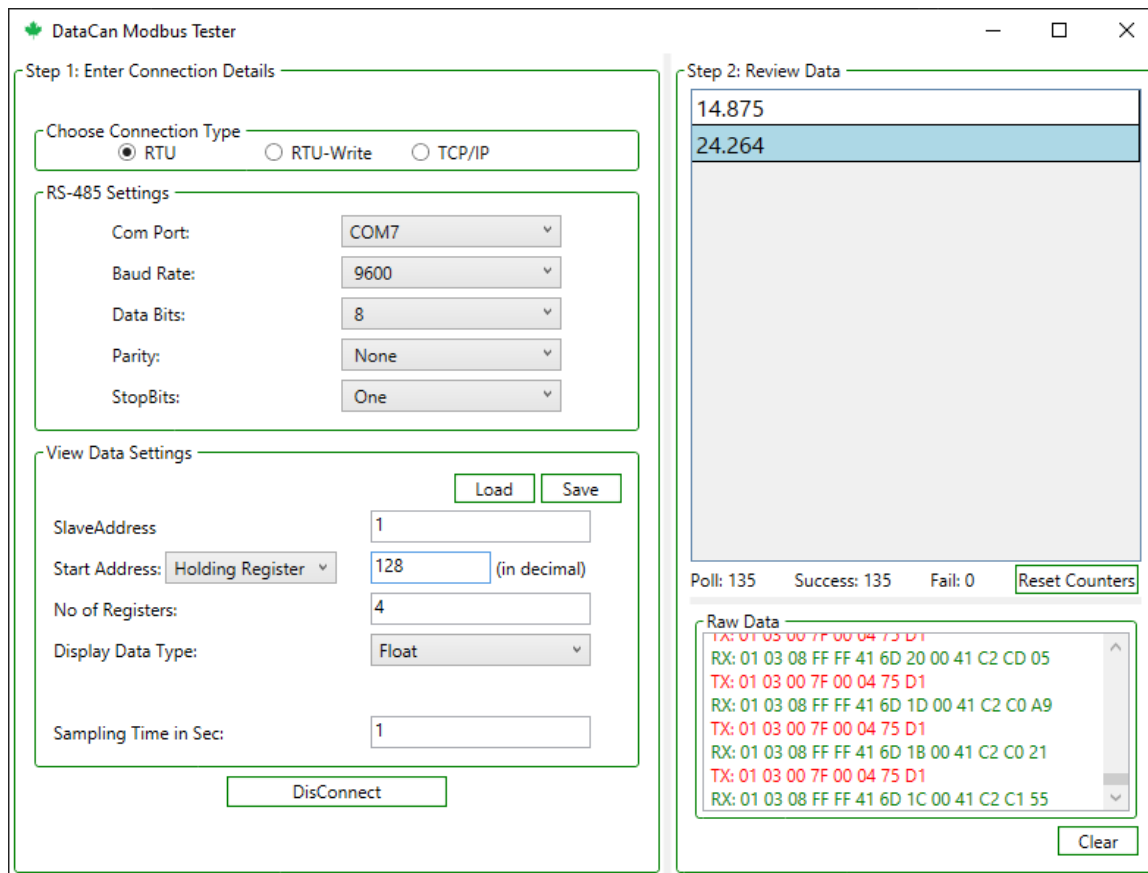 DataCan Modbus Tester
Step 1: Enter Connection Details
Choose Connection Type
RTU RTU-Write TCP/IP
RS-485 Settings
Com Port: COM7
Baud Rate: 9600
Data Bits: 8
Parity: None
StopBits: One
View Data Settings
Load Save
SlaveAddress 1
Start Address: Holding Register 128 (in decimal)
No of Registers: 4
Display Data Type: Float
Sampling Time in Sec: 1
DisConnect
Step 2: Review Data
14.875
24.264
Poll: 135 Success: 135 Fail: 0 Reset Counters
Raw Data
TX: 01 03 00 7F 00 04 75 D1
RX: 01 03 08 FF FF 41 6D 20 00 41 C2 CD 05
TX: 01 03 00 7F 00 04 75 D1
RX: 01 03 08 FF FF 41 6D 1D 00 41 C2 C0 A9
TX: 01 03 00 7F 00 04 75 D1
RX: 01 03 08 FF FF 41 6D 1B 00 41 C2 C0 21
TX: 01 03 00 7F 00 04 75 D1
RX: 01 03 08 FF FF 41 6D 1C 00 41 C2 C1 55
Clear